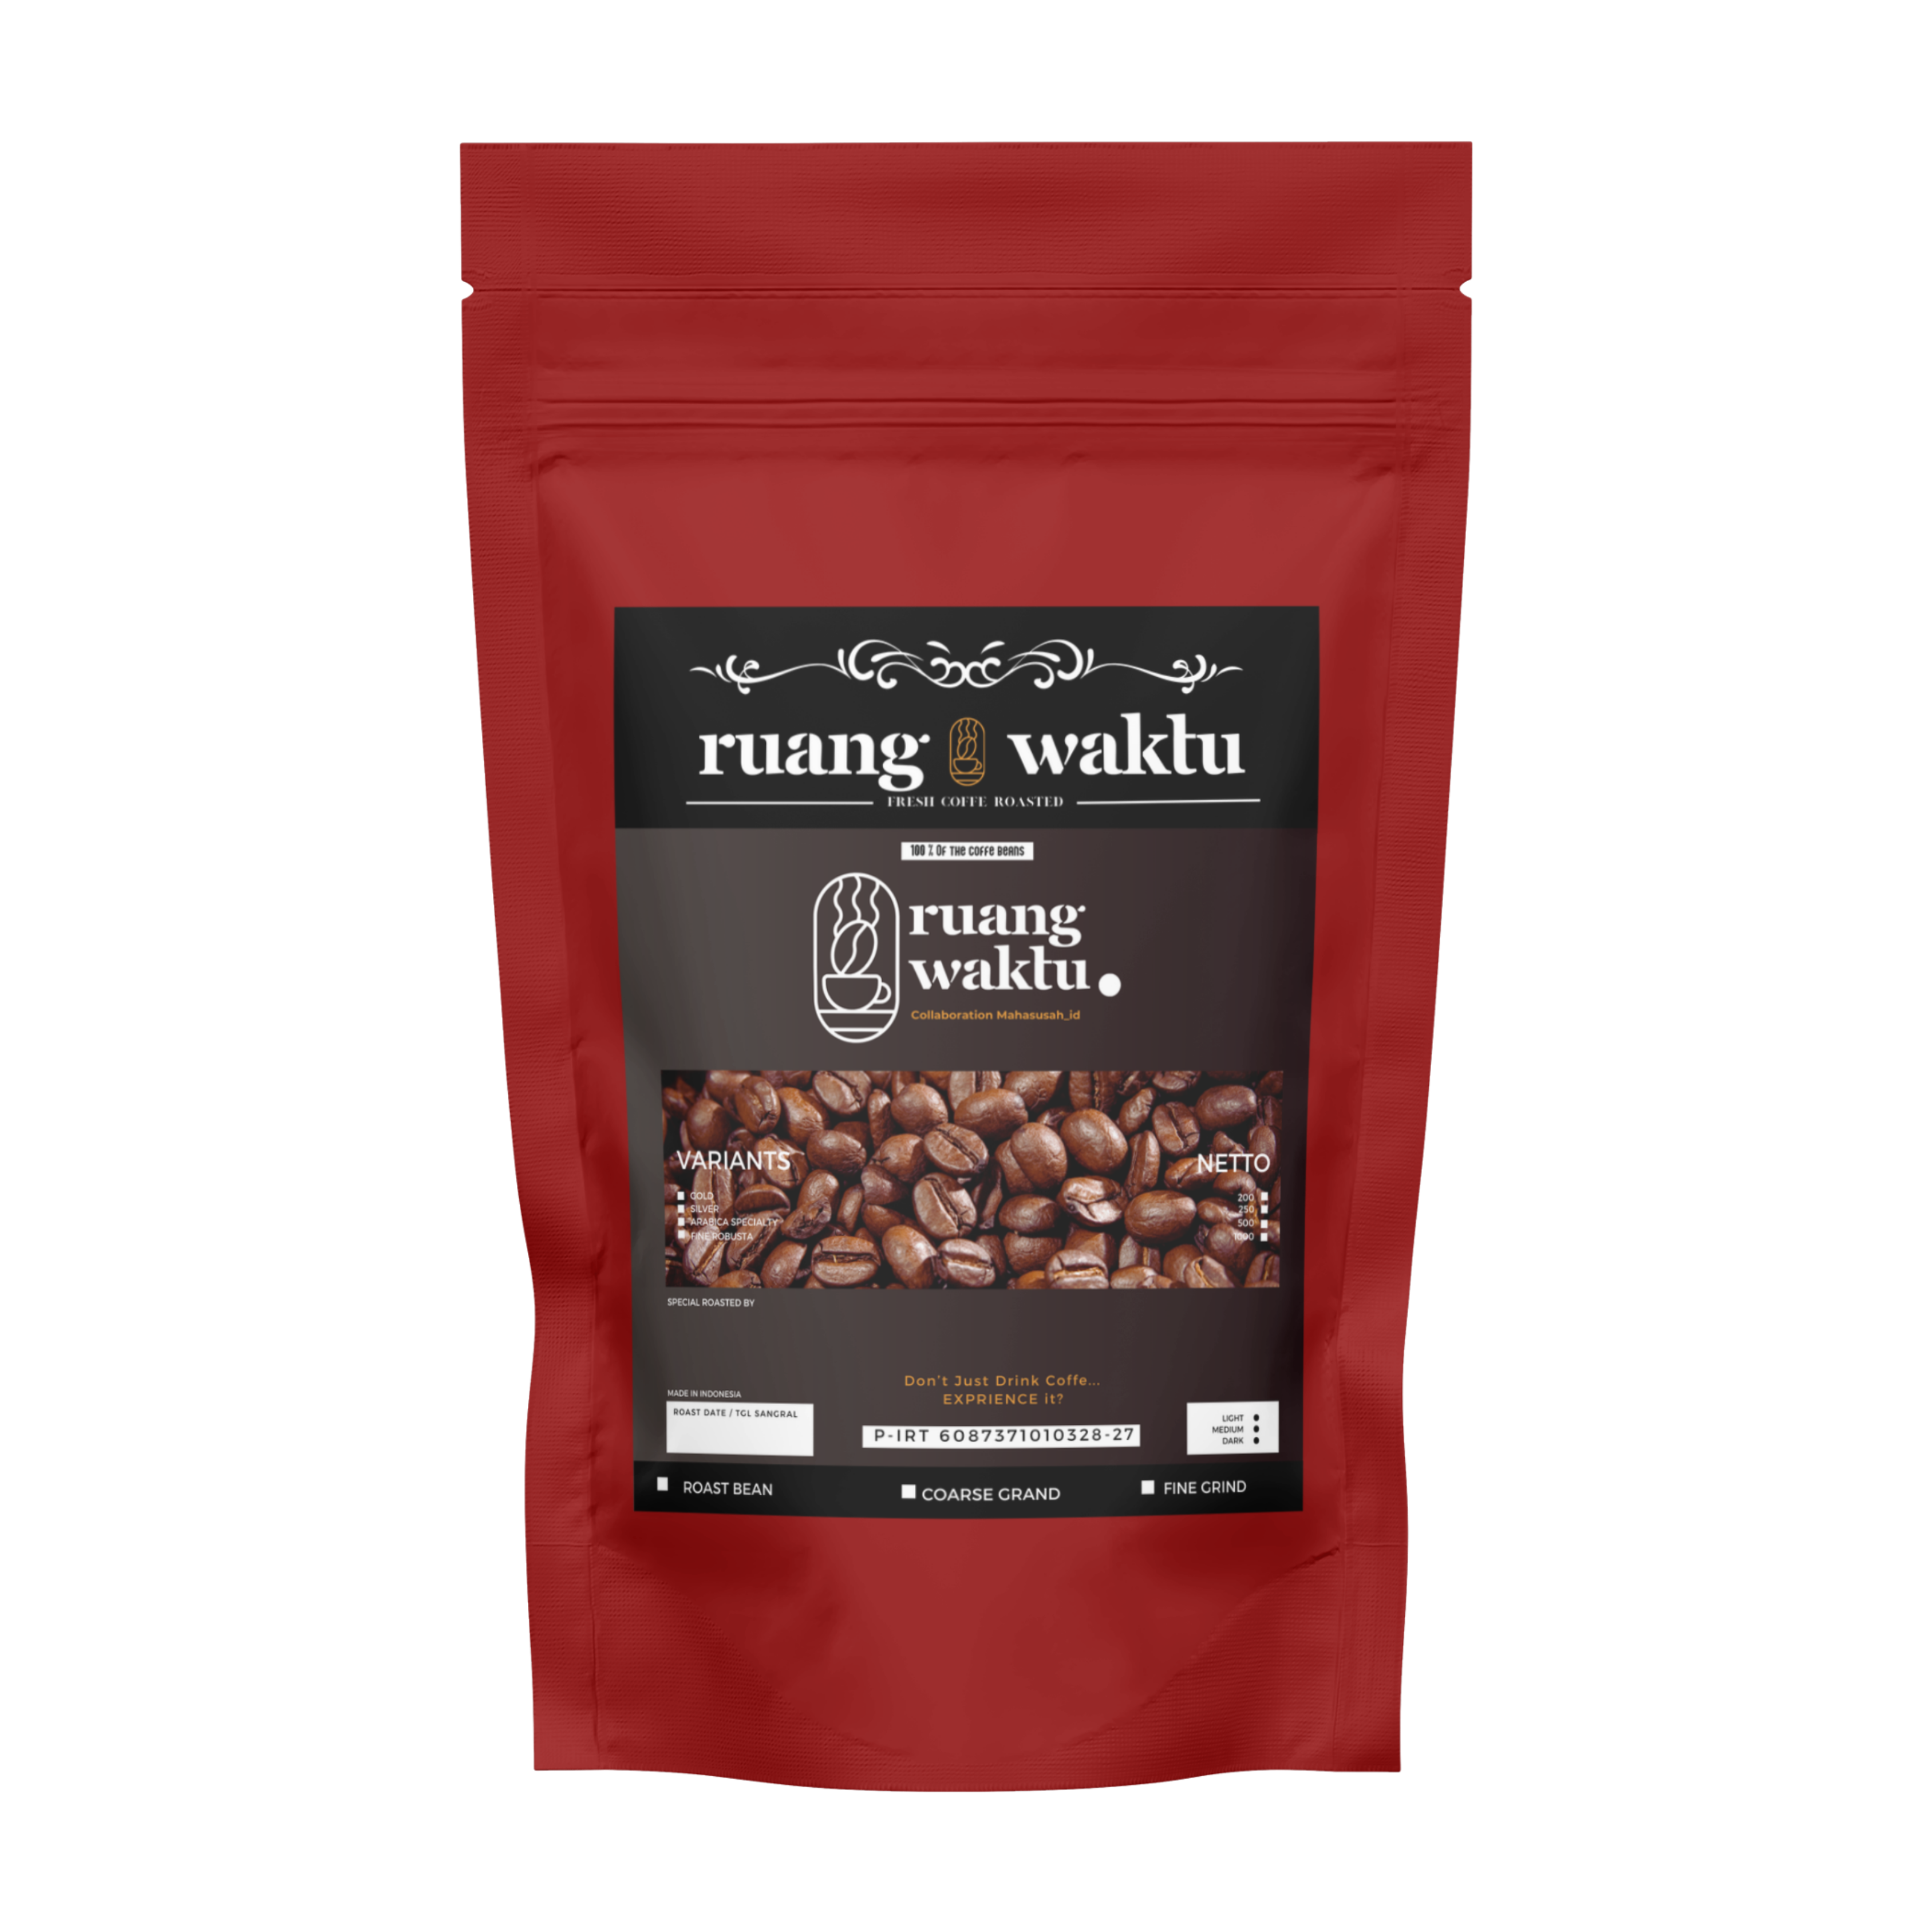 ruang waktu
FRESH COFFE ROASTED
100 % OF THE COFFE BEANS
ruang
waktu.
Collaboration Mahasusah_id
VARIANTS
GOLD
SILVER
ARABICA SPECIALTY
FINE ROBUSTA
NETTO
200
250
500
1000
SPECIAL ROASTED BY
Don't Just Drink Coffe...
EXPRIENCE it?
MADE IN INDONESIA
ROAST DATE / TGL SANGRAL
P-IRT 6087371010328-27
LIGHT
MEDIUM
DARK
ROAST BEAN
COARSE GRAND
FINE GRIND